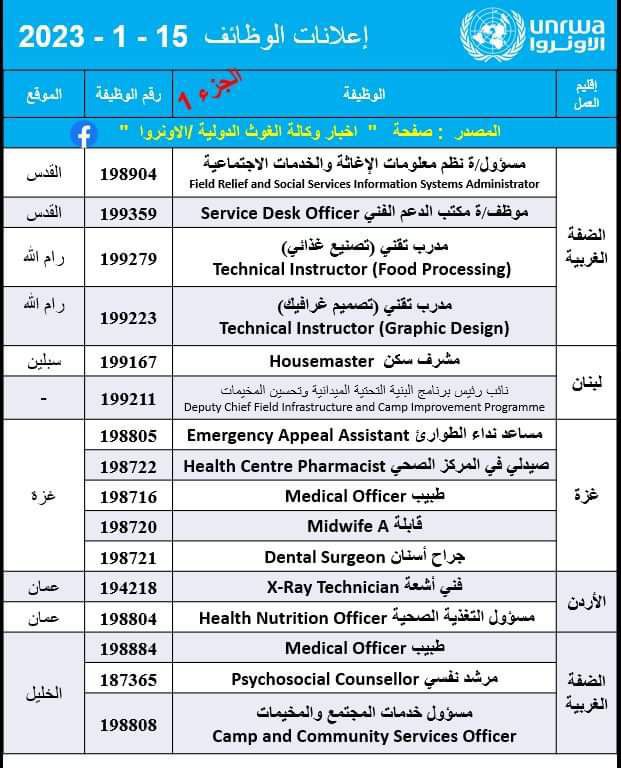 إعلانات الوظائف 15 - 1 - 2023
unrwa
الاونروا
الجزء 1
إقليم العمل
الوظيفة
رقم الوظيفة
الموقع
المصدر : صفحة " اخبار وكالة الغوث الدولية /الاونروا "
الضفة الغربية
مسؤول/ة نظم معلومات الإغاثة والخدمات الاجتماعية
Field Relief and Social Services Information Systems Administrator
198904
القدس
موظف/ة مكتب الدعم الفني Service Desk Officer
199359
القدس
مدرب تقني (تصنيع غذائي)
Technical Instructor (Food Processing)
199279
رام الله
مدرب تقني (تصميم غرافيك)
Technical Instructor (Graphic Design)
199223
رام الله
لبنان
مشرف سكن Housemaster
199167
سبلين
نائب رئيس برنامج البنية التحتية الميدانية وتحسين المخيمات
Deputy Chief Field Infrastructure and Camp Improvement Programme
199211
-
غزة
مساعد نداء الطوارئ Emergency Appeal Assistant
198805
غزة
صيدلي في المركز الصحي Health Centre Pharmacist
198722
طبيب Medical Officer
198716
قابلة Midwife A
198720
جراح أسنان Dental Surgeon
198721
الأردن
فني أشعة X-Ray Technician
194218
عمان
مسؤول التغذية الصحية Health Nutrition Officer
198804
عمان
الضفة الغربية
طبيب Medical Officer
198884
الخليل
مرشد نفسي Psychosocial Counsellor
187365
مسؤول خدمات المجتمع والمخيمات
Camp and Community Services Officer
198808